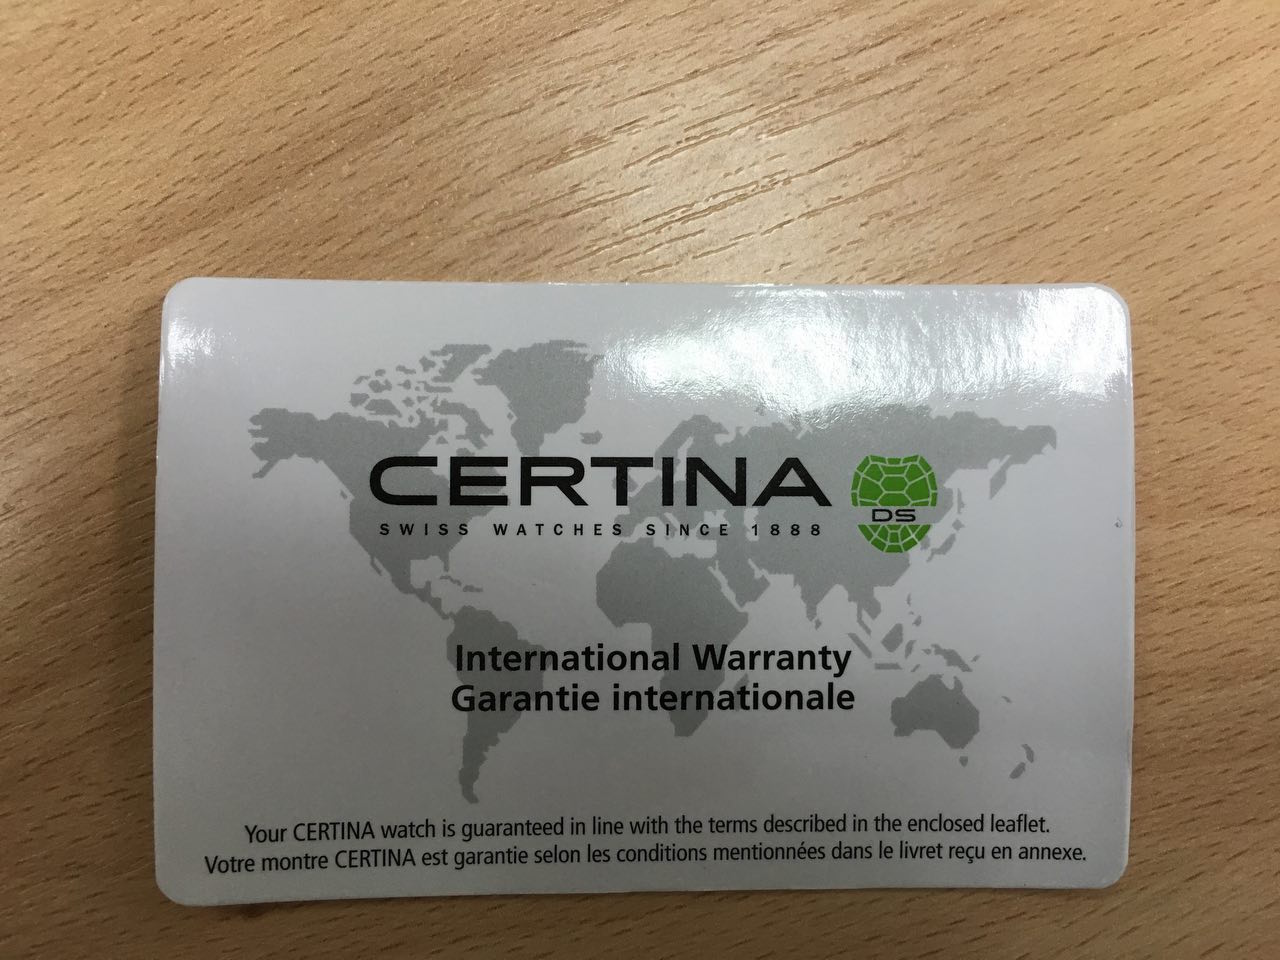 CERTINA
DS
SWISS WATCHES SINCE 1888
International Warranty
Garantie internationale
Your CERTINA watch is guaranteed in line with the terms described in the enclosed leaflet.
Votre montre CERTINA est garantie selon les conditions mentionnées dans le livret reçu en annexe.